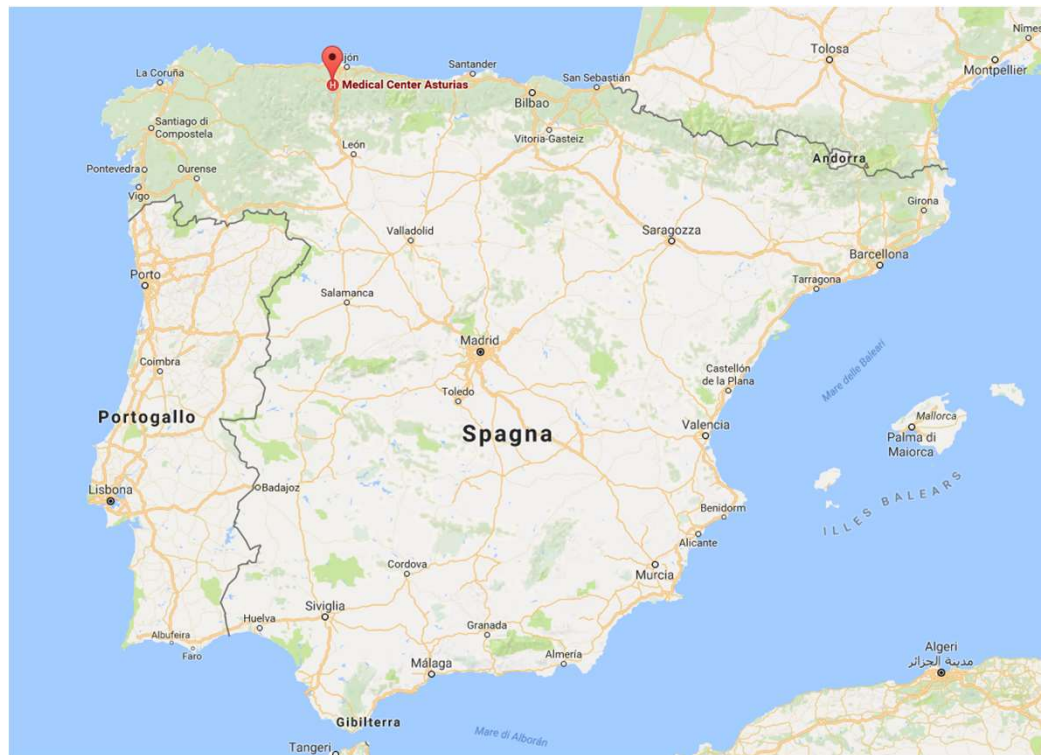 Nîmes
Tolosa
Montpellier
jón
Medical Center Asturias
La Coruña
Santander
San Sebastián
Bilbao
Santiago di
Compostela
Vitoria-Gasteiz
León
Andorra
Pontevedra
Ourense
Vigo
Girona
Valladolid
Saragozza
Barcellona
Porto
Tarragona
Salamanca
Madrid
Coimbra
Castellón
de la Plana
Mare delle Baleari
Toledo
Portogallo
Spagna
Valencia
Mallorca
Palma di
Maiorca
Lisbona
Badajoz
ILLES BALEARS
Benidorm
Alicante
Cordova
Murcia
Siviglia
Huelva
Granada
Albufeira
Faro
Almería
Algeri
مدينة الجزائر
Málaga
Gibilterra
Mare di Alborán
Tangeri